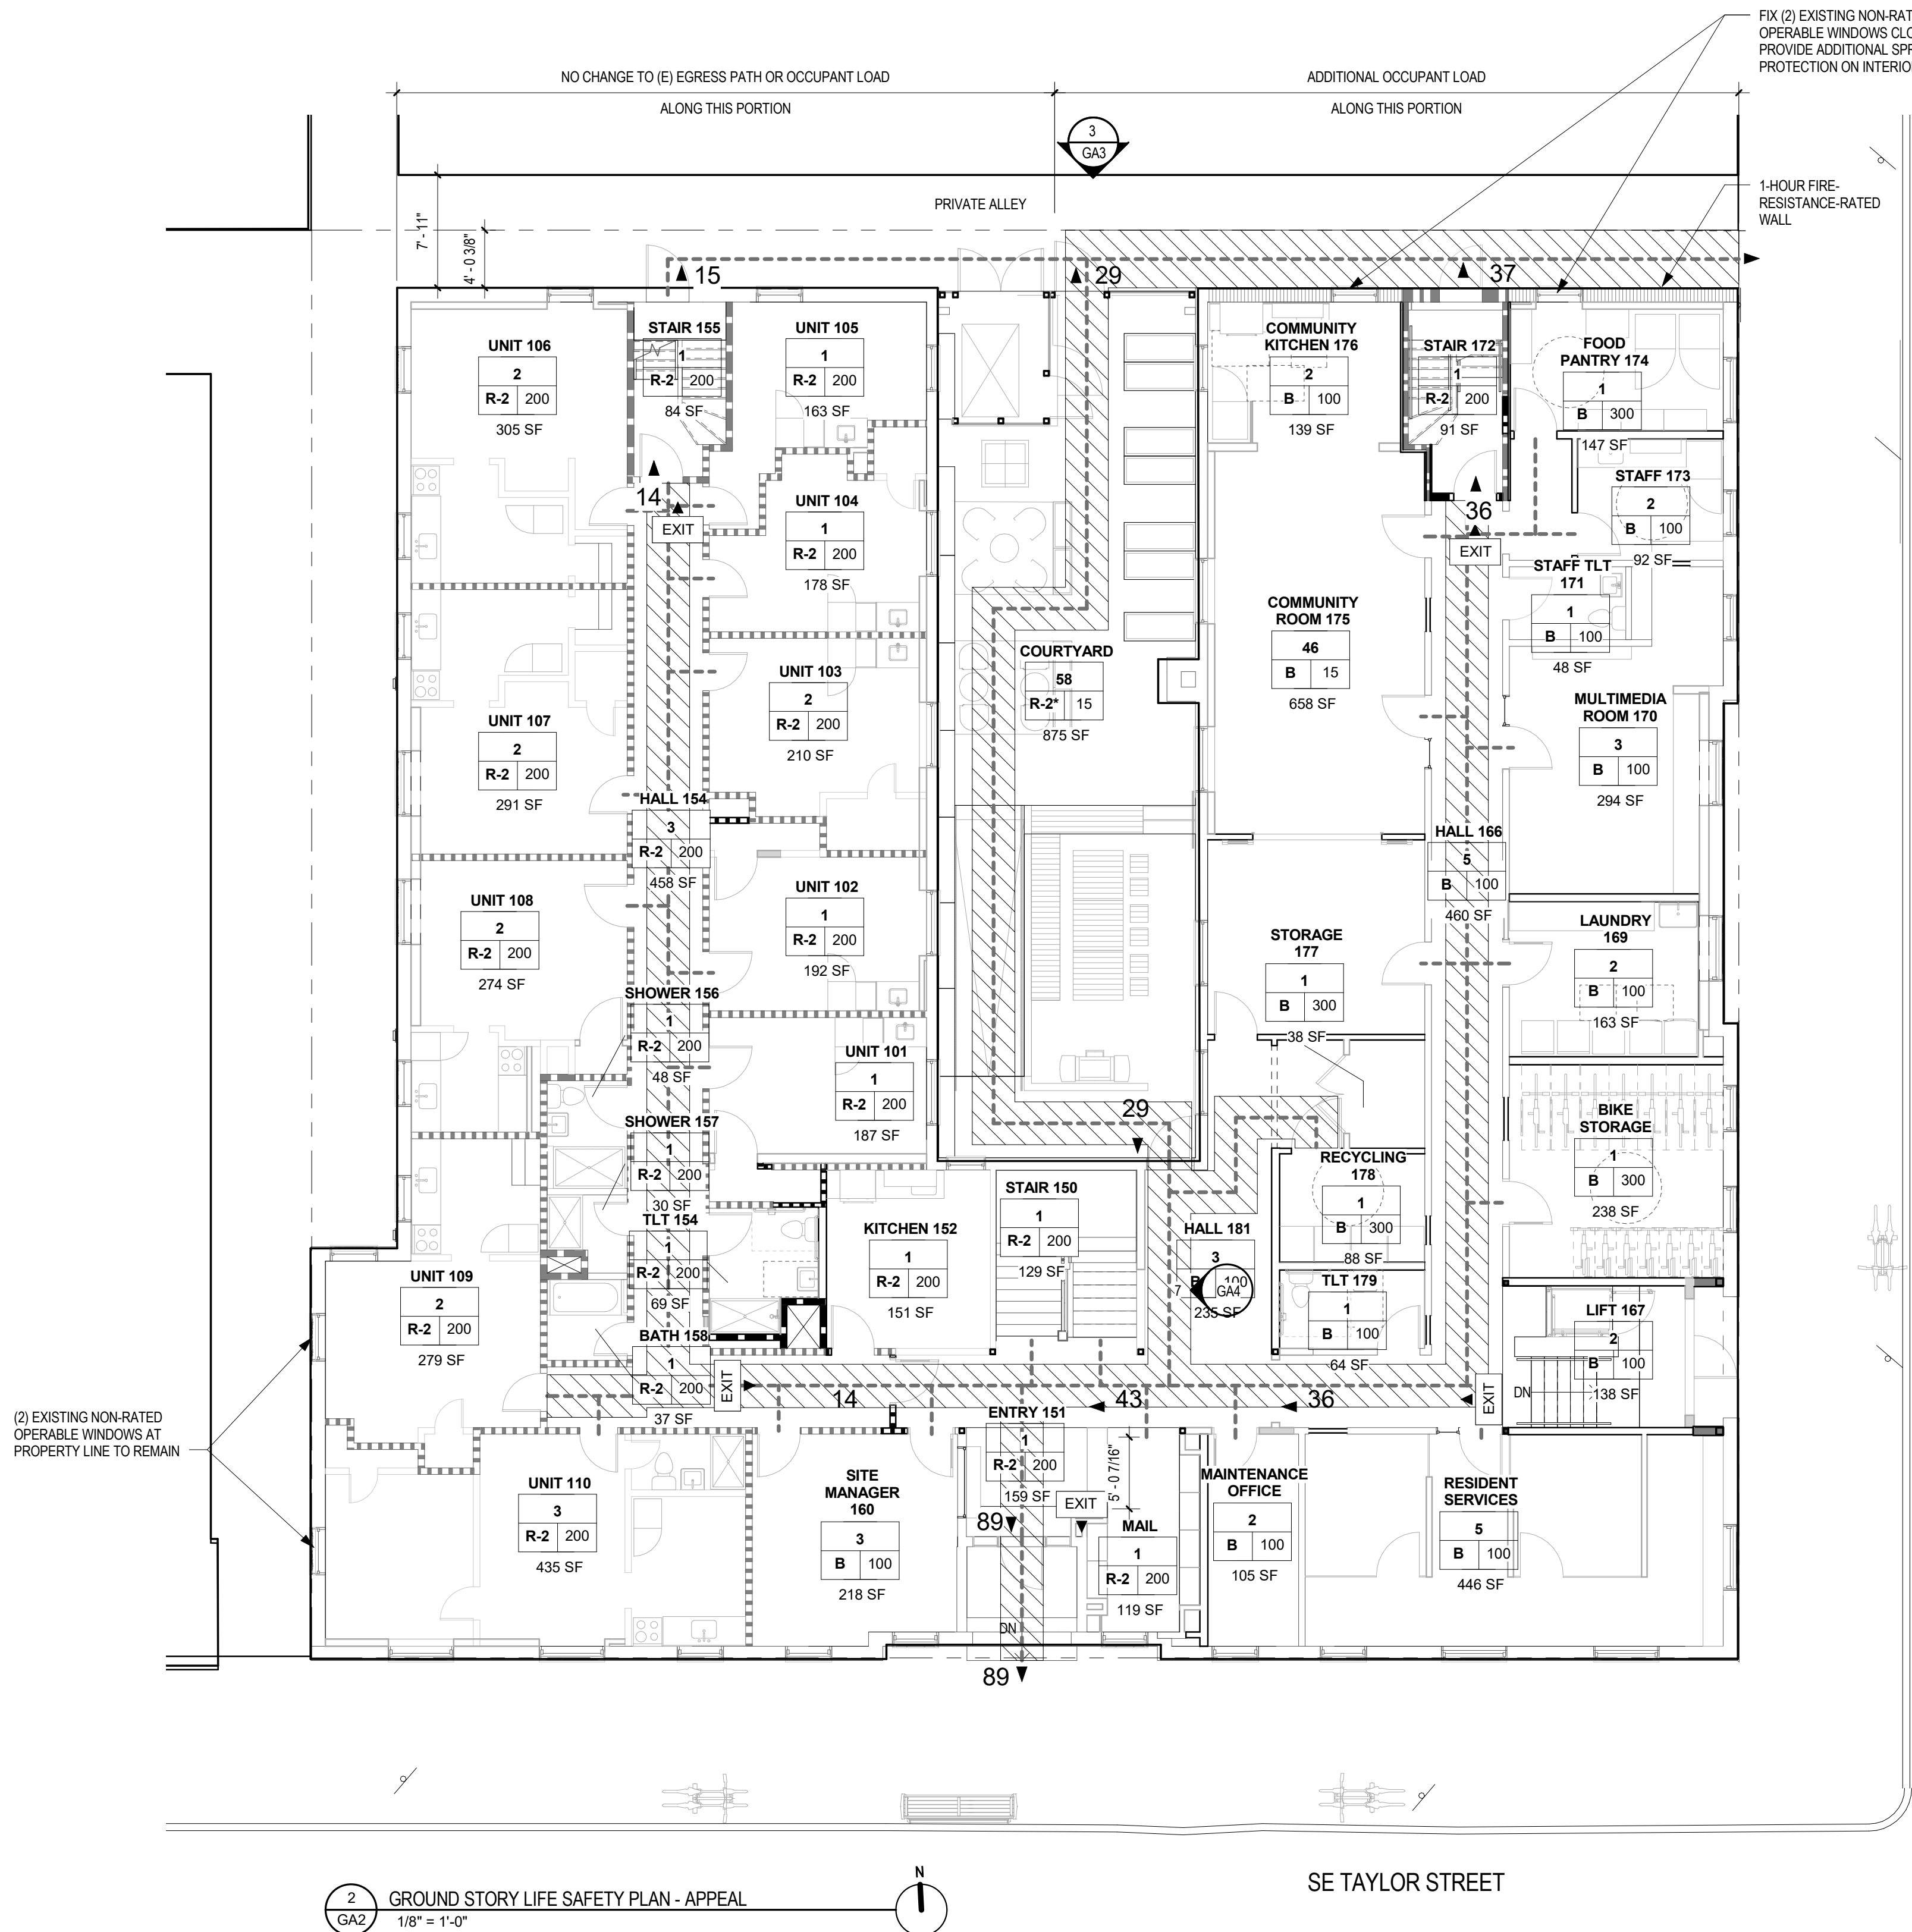 FIX (2) EXISTING NON-RAT
OPERABLE WINDOWS CLO
PROVIDE ADDITIONAL SPR
PROTECTION ON INTERIO
NO CHANGE TO (E) EGRESS PATH OR OCCUPANT LOAD
ALONG THIS PORTION
ADDITIONAL OCCUPANT LOAD
ALONG THIS PORTION
3
GA3
PRIVATE ALLEY
1-HOUR FIRE-
RESISTANCE-RATED
WALL
7' - 11"
4' - 0 3/8"
15
29
37
UNIT 106
2
R-2 200
305 SF
STAIR 155
1
R-2 200
84 SF
UNIT 105
1
R-2 200
163 SF
COMMUNITY
KITCHEN 176
2
B 100
139 SF
STAIR 172
1
R-2 200
91 SF
FOOD
PANTRY 174
1
B 300
147 SF
14
EXIT
UNIT 104
1
R-2 200
178 SF
36
EXIT
STAFF 173
2
B 100
92 SF
STAFF TLT
171
1
B 100
48 SF
UNIT 107
2
R-2 200
291 SF
UNIT 103
2
R-2 200
210 SF
COURTYARD
58
R-2* 15
875 SF
COMMUNITY
ROOM 175
46
B 15
658 SF
MULTIMEDIA
ROOM 170
3
B 100
294 SF
HALL 154
3
R-2 200
458 SF
HALL 166
5
B 100
460 SF
UNIT 108
2
R-2 200
274 SF
UNIT 102
1
R-2 200
192 SF
STORAGE
177
1
B 300
38 SF
LAUNDRY
169
2
B 100
163 SF
SHOWER 156
1
R-2 200
48 SF
UNIT 101
1
R-2 200
187 SF
29
BIKE
STORAGE
1
B 300
238 SF
SHOWER 157
1
R-2 200
30 SF
RECYCLING
178
1
B 300
88 SF
STAIR 150
1
R-2 200
129 SF
TLT 154
1
R-2 200
69 SF
KITCHEN 152
1
R-2 200
151 SF
HALL 181
3
B 100
235 SF
7
GA4
UNIT 109
2
R-2 200
279 SF
TLT 179
1
B 100
64 SF
LIFT 167
2
B 100
138 SF
DN
BATH 158
1
R-2 200
37 SF
EXIT
14
43
36
EXIT
(2) EXISTING NON-RATED
OPERABLE WINDOWS AT
PROPERTY LINE TO REMAIN
ENTRY 151
1
R-2 200
159 SF
5' - 0 7/16"
EXIT
89
UNIT 110
3
R-2 200
435 SF
SITE
MANAGER
160
3
B 100
218 SF
MAIL
1
R-2 200
119 SF
MAINTENANCE
OFFICE
2
B 100
105 SF
RESIDENT
SERVICES
5
B 100
446 SF
DN
89
N
2
GA2
GROUND STORY LIFE SAFETY PLAN - APPEAL
1/8" = 1'-0"
SE TAYLOR STREET